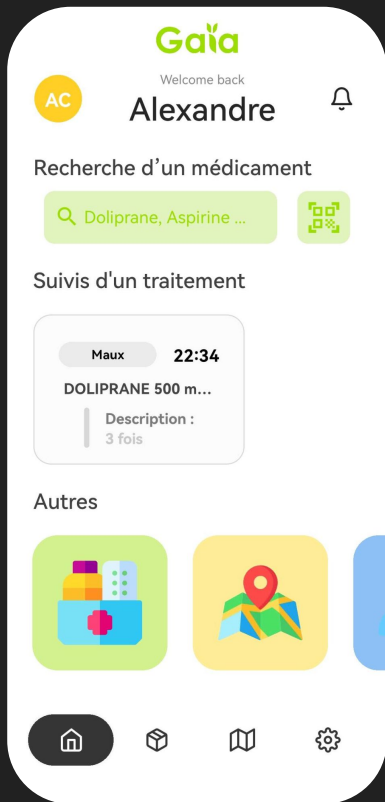 Gaïa
Welcome back
AC
Alexandre
Recherche d’un médicament
Doliprane, Aspirine ...
Suivis d'un traitement
Maux 22:34
DOLIPRANE 500 m...
Description :
3 fois
Autres